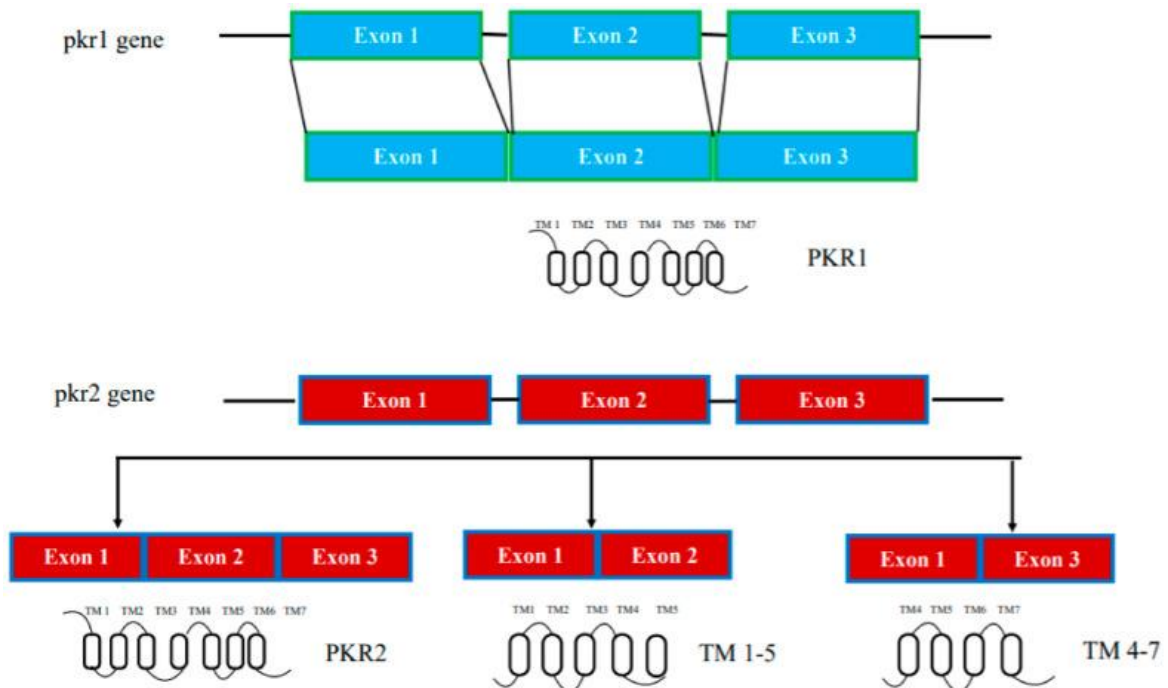 pkr1 gene
Exon 1 Exon 2 Exon 3
Exon 1 Exon 2 Exon 3
TM 1 TM2 TM3 TM4 TM5 TM6 TM7
PKR1
pkr2 gene
Exon 1 Exon 2 Exon 3
Exon 1 Exon 2 Exon 3
Exon 1 Exon 2
Exon 1 Exon 3
TM 1 TM2 TM3 TM4 TM5 TM6 TM7
PKR2
TM1 TM2 TM3 TM4 TM5
TM 1-5
TM4 TM5 TM6 TM7
TM 4-7